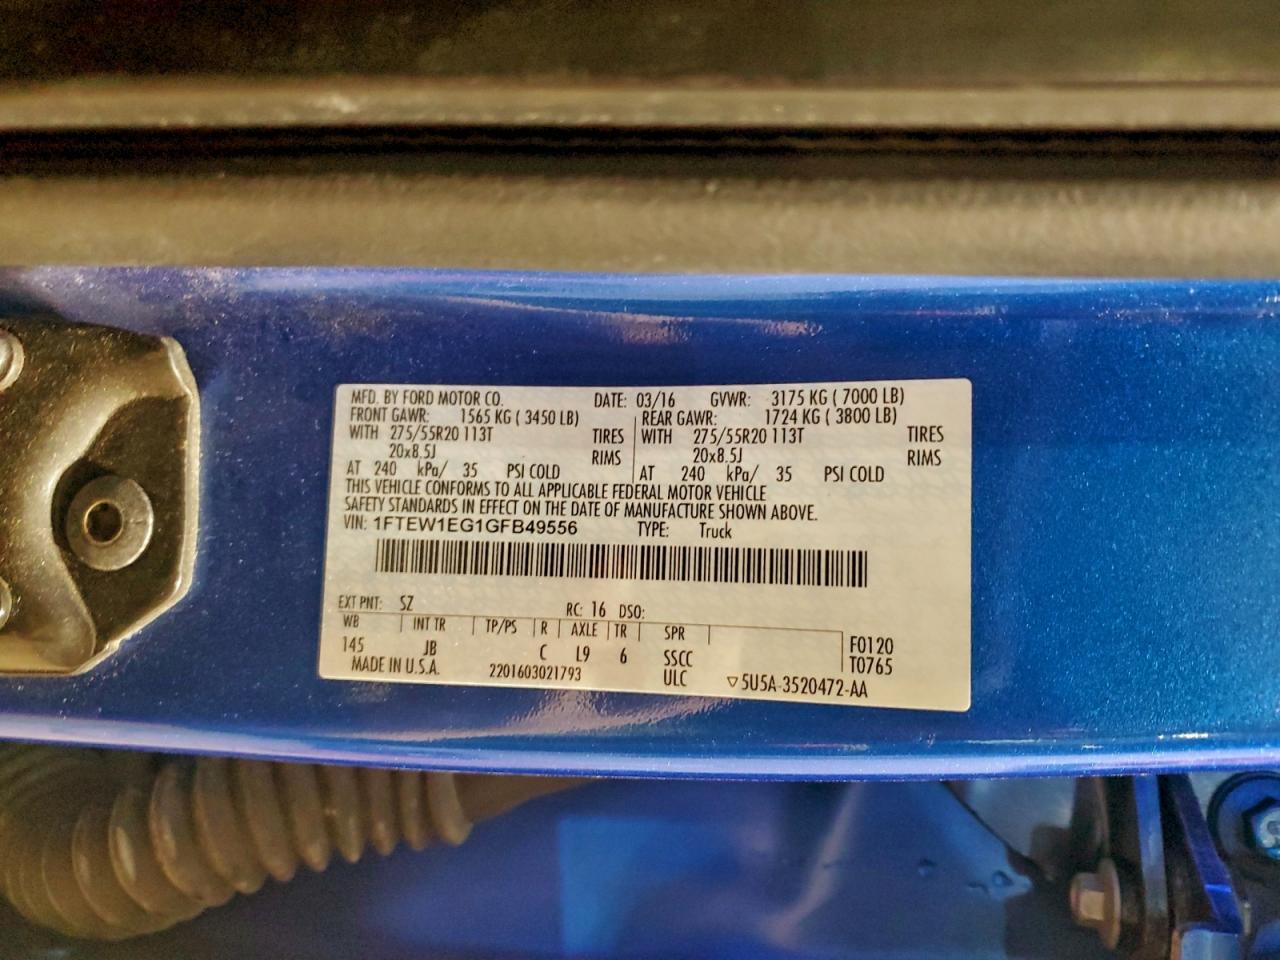 MFD. BY FORD MOTOR CO. DATE: 03/16 GVWR: 3175 KG ( 7000 LB)
FRONT GAWR: 1565 KG ( 3450 LB) REAR GAWR: 1724 KG ( 3800 LB)
WITH 275/55R20 113T TIRES WITH 275/55R20 113T TIRES
20x8.5J RIMS 20x8.5J RIMS
AT 240 kPa/ 35 PSI COLD AT 240 kPa/ 35 PSI COLD
THIS VEHICLE CONFORMS TO ALL APPLICABLE FEDERAL MOTOR VEHICLE
SAFETY STANDARDS IN EFFECT ON THE DATE OF MANUFACTURE SHOWN ABOVE.
VIN: 1FTEW1EG1GFB49556 TYPE: Truck
EXT PNT: SZ RC: 16 DSO:
WB INT TR TP/PS R AXLE TR SPR
145 JB C L9 6 SSCC F0120
MADE IN U.S.A. 2201603021793 ULC T0765
▽5U5A-3520472-AA